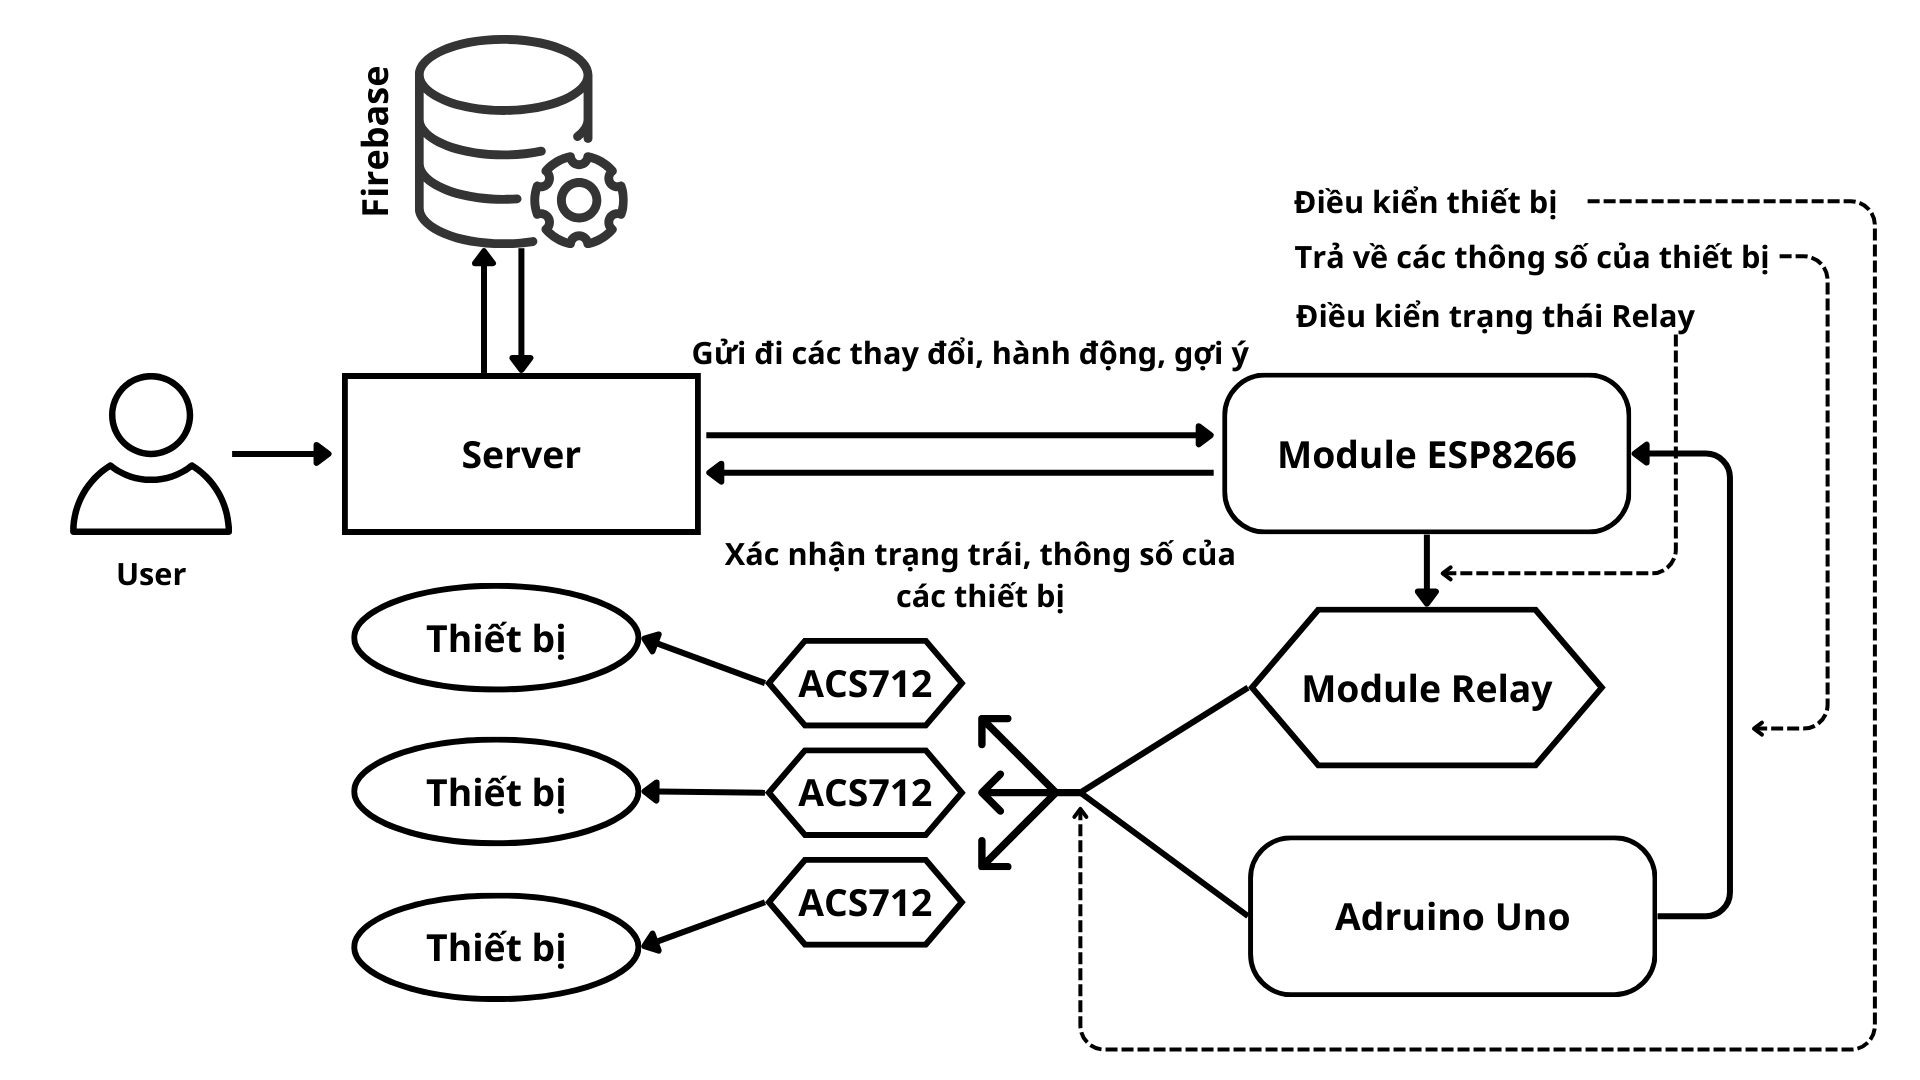 Firebase
Điều kiển thiết bị
Trả về các thông số của thiết bị
Điều kiển trạng thái Relay
Gửi đi các thay đổi, hành động, gợi ý
Server
Module ESP8266
User
Xác nhận trạng trái, thông số của
các thiết bị
Thiết bị
ACS712
Module Relay
Thiết bị
ACS712
ACS712
Adruino Uno
Thiết bị